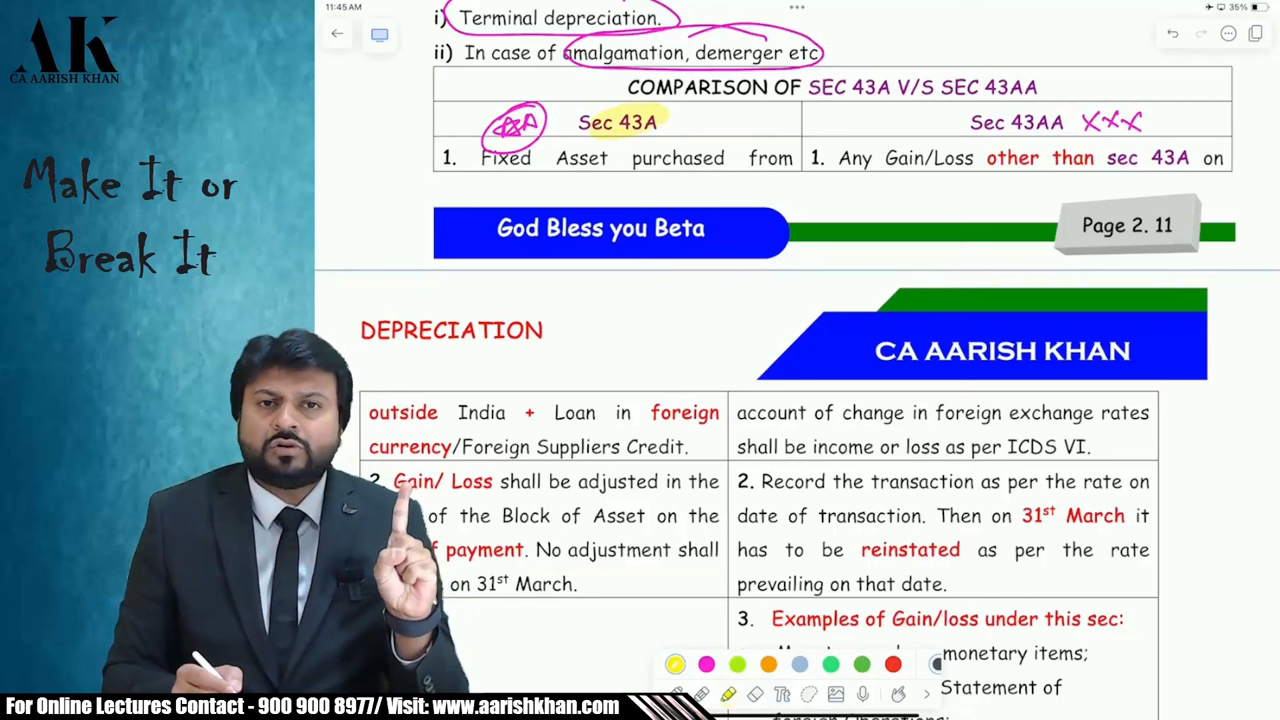 11:45 AM
35%
AK
CA AARISH KHAN
Make It or
Break It
i) Terminal depreciation.
ii) In case of amalgamation, demerger etc
COMPARISON OF SEC 43A V/S SEC 43AA
Sec 43A
Sec 43AA XXX
1. Fixed Asset purchased from
1. Any Gain/Loss other than sec 43A on
God Bless you Beta
Page 2. 11
DEPRECIATION
CA AARISH KHAN
outside India + Loan in foreign
currency/Foreign Suppliers Credit.
account of change in foreign exchange rates
shall be income or loss as per ICDS VI.
2. Gain/ Loss shall be adjusted in the
of the Block of Asset on the
payment. No adjustment shall
on 31st March.
2. Record the transaction as per the rate on
date of transaction. Then on 31st March it
has to be reinstated as per the rate
prevailing on that date.
3. Examples of Gain/loss under this sec:
monetary items;
Statement of
For Online Lectures Contact - 900 900 8977/ Visit: www.aarishkhan.com